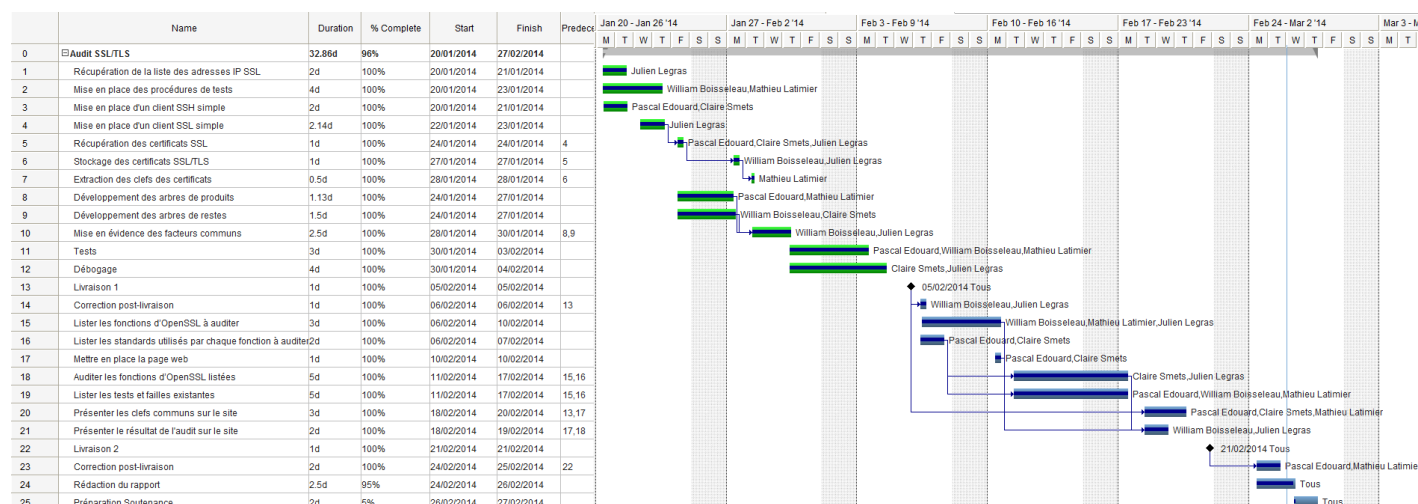 Name Duration % Complete Start Finish Predece Jan 20 - Jan 26 '14 Jan 27 - Feb 2 '14 Feb 3 - Feb 9 '14 Feb 10 - Feb 16 '14 Feb 17 - Feb 23 '14 Feb 24 - Mar 2 '14 Mar 3 - M
M T W T F S S M T W T F S S M T W T F S S M T W T F S S M T W T F S S M T W T F S S M T
0 Audit SSL/TLS 32.86d 96% 20/01/2014 27/02/2014
1 Récupération de la liste des adresses IP SSL 2d 100% 20/01/2014 21/01/2014 Julien Legras
2 Mise en place des procédures de tests 4d 100% 20/01/2014 23/01/2014 William Boisseleau,Mathieu Latimier
3 Mise en place d'un client SSH simple 2d 100% 20/01/2014 21/01/2014 Pascal Edouard,Claire Smets
4 Mise en place d'un client SSL simple 2.14d 100% 22/01/2014 23/01/2014 Julien Legras
5 Récupération des certificats SSL 1d 100% 24/01/2014 24/01/2014 4 Pascal Edouard,Claire Smets,Julien Legras
6 Stockage des certificats SSL/TLS 1d 100% 27/01/2014 27/01/2014 5 William Boisseleau,Julien Legras
7 Extraction des clefs des certificats 0.5d 100% 28/01/2014 28/01/2014 6 Mathieu Latimier
8 Développement des arbres de produits 1.13d 100% 24/01/2014 27/01/2014 Pascal Edouard,Mathieu Latimier
9 Développement des arbres de restes 1.5d 100% 24/01/2014 27/01/2014 William Boisseleau,Claire Smets
10 Mise en évidence des facteurs communs 2.5d 100% 28/01/2014 30/01/2014 8,9 William Boisseleau,Julien Legras
11 Tests 3d 100% 30/01/2014 03/02/2014 Pascal Edouard,William Boisseleau,Mathieu Latimier
12 Débogage 4d 100% 30/01/2014 04/02/2014 Claire Smets,Julien Legras
13 Livraison 1 1d 100% 05/02/2014 05/02/2014 05/02/2014 Tous
14 Correction post-livraison 1d 100% 06/02/2014 06/02/2014 13 William Boisseleau,Julien Legras
15 Lister les fonctions d'OpenSSL à auditer 3d 100% 06/02/2014 10/02/2014 William Boisseleau,Mathieu Latimier,Julien Legras
16 Lister les standards utilisés par chaque fonction à auditer 2d 100% 06/02/2014 07/02/2014 Pascal Edouard,Claire Smets
17 Mettre en place la page web 1d 100% 10/02/2014 10/02/2014 Pascal Edouard,Claire Smets
18 Auditer les fonctions d'OpenSSL listées 5d 100% 11/02/2014 17/02/2014 15,16 Claire Smets,Julien Legras
19 Lister les tests et failles existantes 5d 100% 11/02/2014 17/02/2014 15,16 Pascal Edouard,William Boisseleau,Mathieu Latimier
20 Présenter les clefs communs sur le site 3d 100% 18/02/2014 20/02/2014 13,17 Pascal Edouard,Claire Smets,Mathieu Latimier
21 Présenter le résultat de l'audit sur le site 2d 100% 18/02/2014 19/02/2014 17,18 William Boisseleau,Julien Legras
22 Livraison 2 1d 100% 21/02/2014 21/02/2014 21/02/2014 Tous
23 Correction post-livraison 2d 100% 24/02/2014 25/02/2014 22 Pascal Edouard,Mathieu Latimie
24 Rédaction du rapport 2.5d 95% 24/02/2014 26/02/2014 Tous
25 Préparation Soutenance 2d 5% 26/02/2014 27/02/2014 Tous